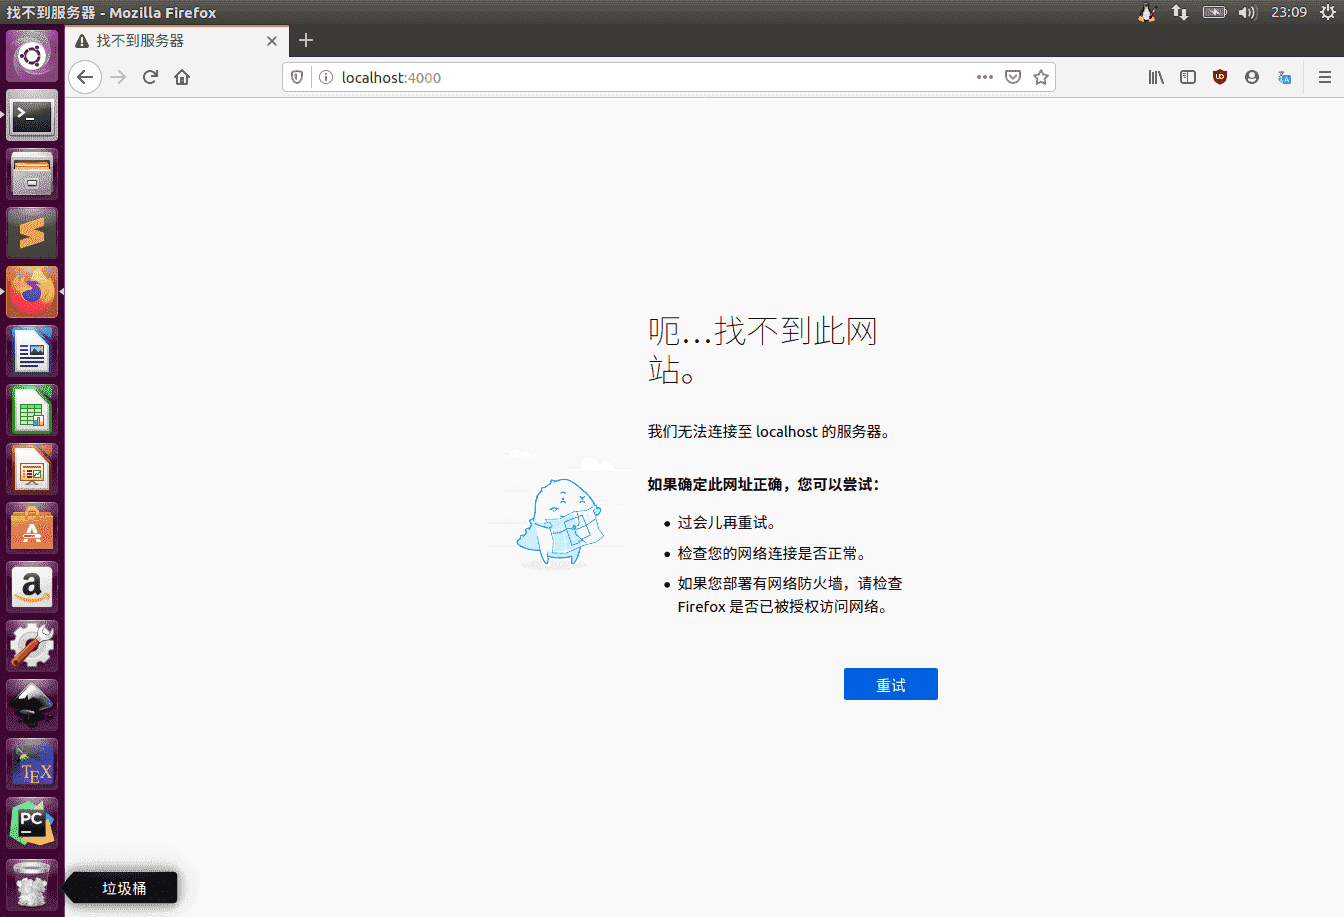 找不到服务器 - Mozilla Firefox
23:09
找不到服务器
localhost:4000
呃…找不到此网
站。
我们无法连接至 localhost 的服务器。
如果确定此网址正确，您可以尝试：
过会儿再重试。
检查您的网络连接是否正常。
如果您部署有网络防火墙，请检查
Firefox 是否已被授权访问网络。
重试
垃圾桶